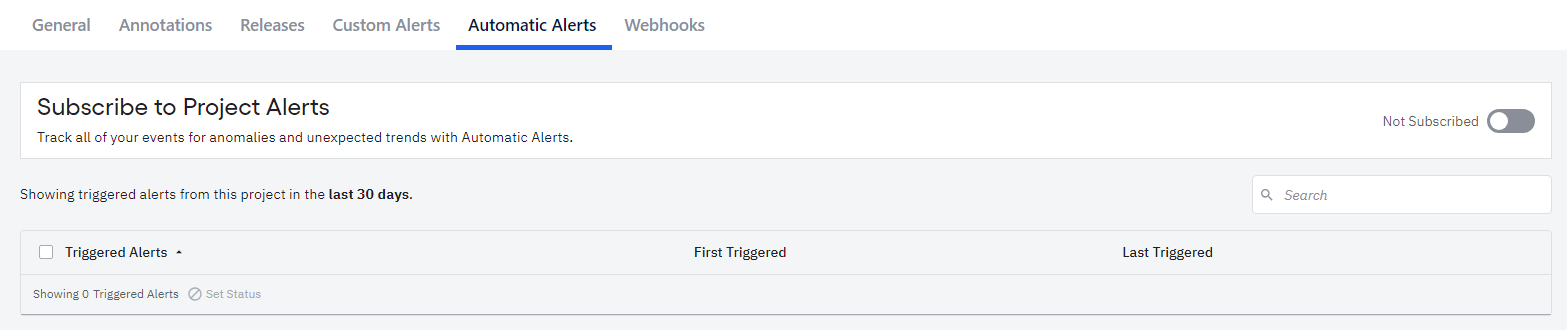 General Annotations Releases Custom Alerts Automatic Alerts Webhooks
Subscribe to Project Alerts
Track all of your events for anomalies and unexpected trends with Automatic Alerts.
Not Subscribed
Showing triggered alerts from this project in the last 30 days.
Search
Triggered Alerts First Triggered Last Triggered
Showing 0 Triggered Alerts Set Status